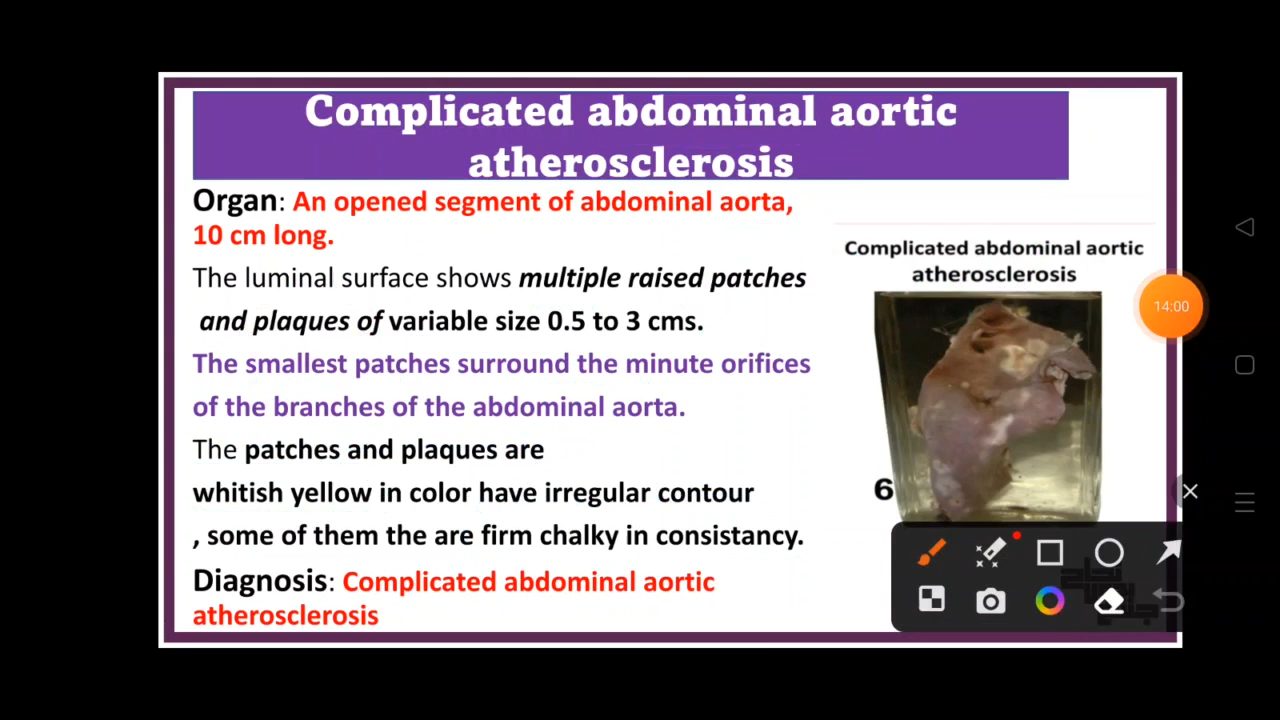 Complicated abdominal aortic
atherosclerosis
Organ: An opened segment of abdominal aorta,
10 cm long.
The luminal surface shows multiple raised patches
and plaques of variable size 0.5 to 3 cms.
The smallest patches surround the minute orifices
of the branches of the abdominal aorta.
The patches and plaques are
whitish yellow in color have irregular contour
, some of them the are firm chalky in consistancy.
Diagnosis: Complicated abdominal aortic
atherosclerosis
Complicated abdominal aortic
atherosclerosis
6
14:00